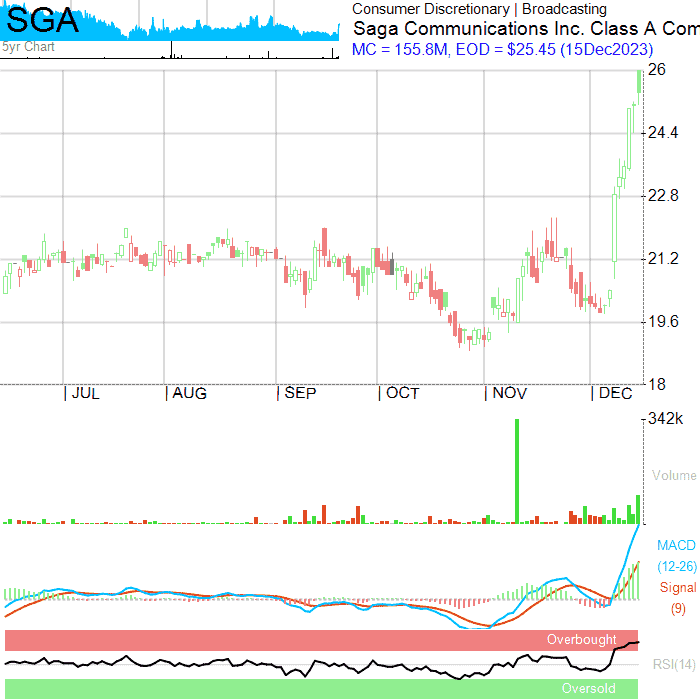 SGA
5yr Chart
Consumer Discretionary | Broadcasting
Saga Communications Inc. Class A Com
MC = 155.8M, EOD = $25.45 (15Dec2023)
26
24.4
22.8
21.2
19.6
18
| JUL | AUG | SEP | OCT | NOV | DEC
342k
Volume
MACD
(12-26)
Signal
(9)
Overbought
RSI(14)
Oversold